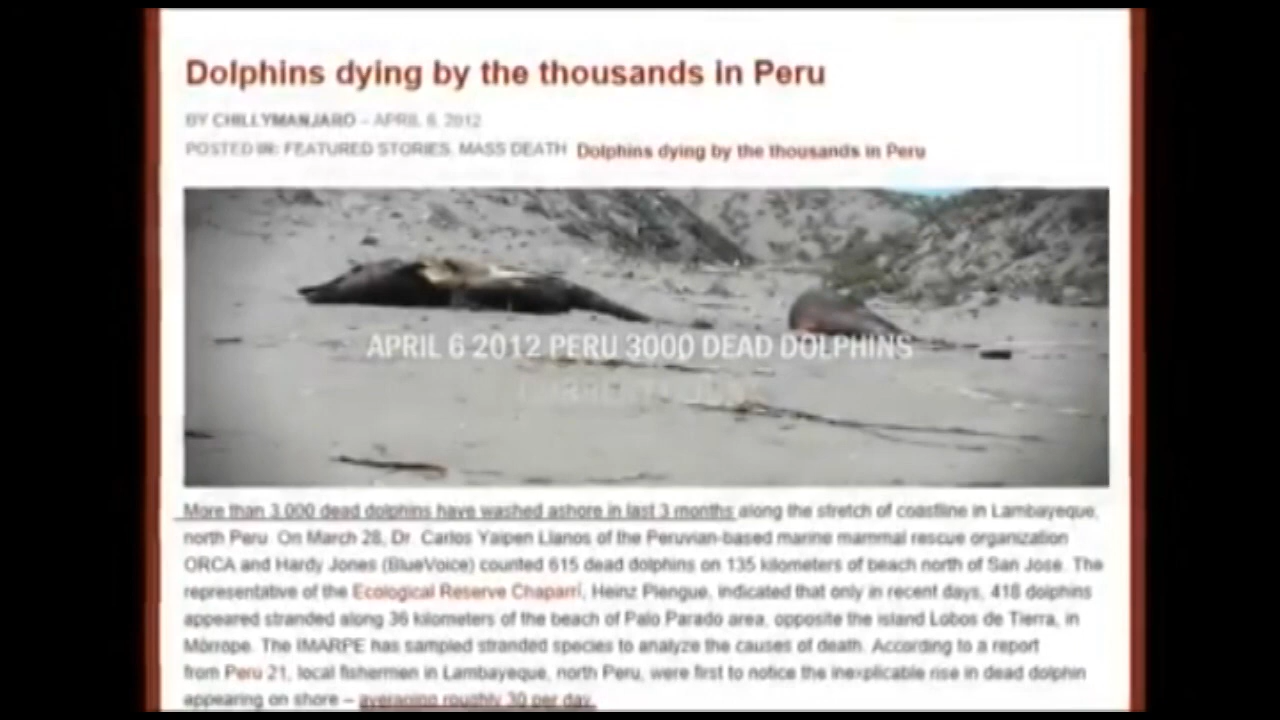 Dolphins dying by the thousands in Peru
BY CHILLYMANJARO – APRIL 6, 2012
POSTED IN: FEATURED STORIES, MASS DEATH Dolphins dying by the thousands in Peru
APRIL 6 2012 PERU 3000 DEAD DOLPHINS
More than 3,000 dead dolphins have washed ashore in last 3 months along the stretch of coastline in Lambayeque,
north Peru. On March 28, Dr. Carlos Yaipen Llanos of the Peruvian-based marine mammal rescue organization
ORCA and Hardy Jones (BlueVoice) counted 615 dead dolphins on 135 kilometers of beach north of San Jose. The
representative of the Ecological Reserve Chaparrí, Heinz Plengue, indicated that only in recent days, 418 dolphins
appeared stranded along 36 kilometers of the beach of Palo Parado area, opposite the island Lobos de Tierra, in
Mòrrope. The IMARPE has sampled stranded species to analyze the causes of death. According to a report
from Peru 21, local fishermen in Lambayeque, north Peru, were first to notice the inexplicable rise in dead dolphin
appearing on shore – averaging roughly 30 per day.